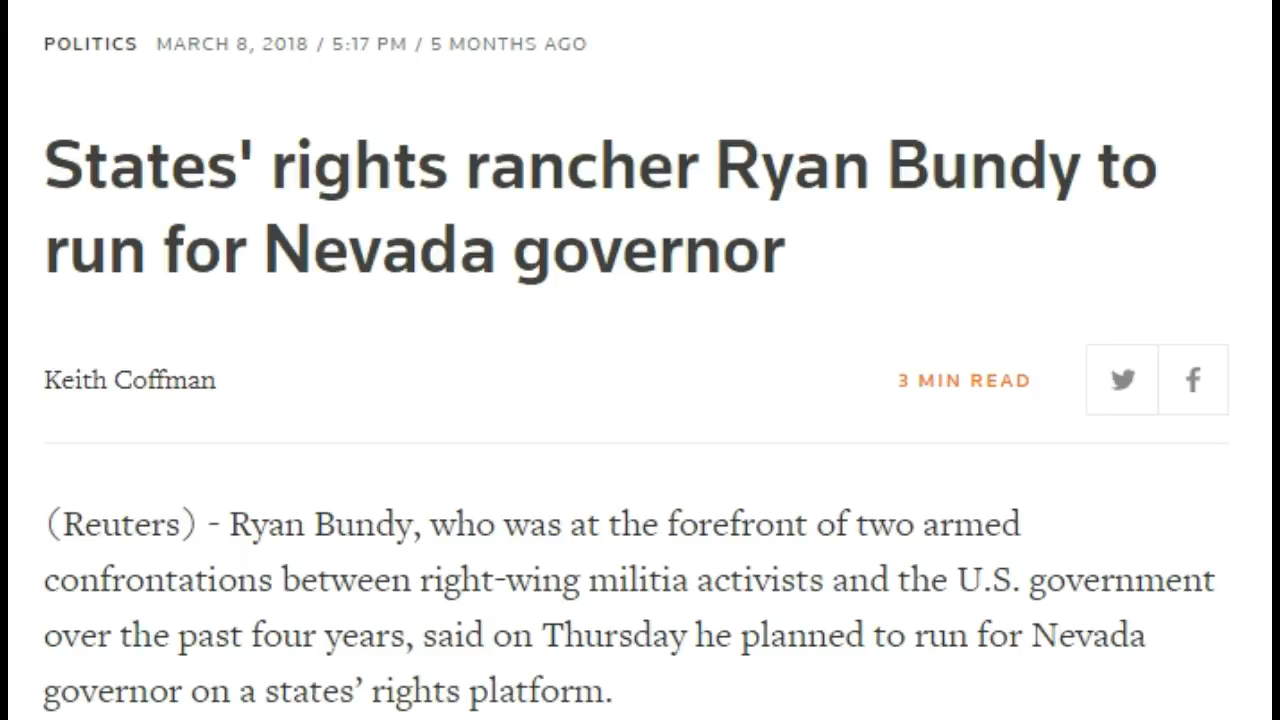 POLITICS MARCH 8, 2018 / 5:17 PM / 5 MONTHS AGO
States' rights rancher Ryan Bundy to
run for Nevada governor
Keith Coffman 3 MIN READ
(Reuters) - Ryan Bundy, who was at the forefront of two armed
confrontations between right-wing militia activists and the U.S. government
over the past four years, said on Thursday he planned to run for Nevada
governor on a states’ rights platform.